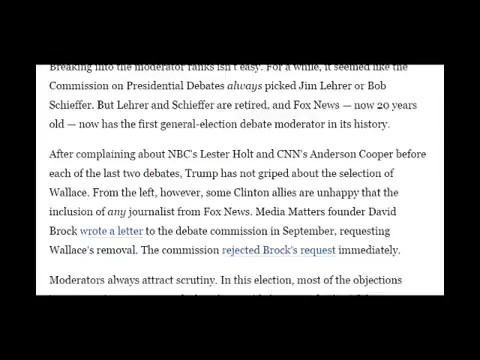 Breaking into the moderator ranks isn't easy. For a while, it seemed like the
Commission on Presidential Debates always picked Jim Lehrer or Bob
Schieffer. But Lehrer and Schieffer are retired, and Fox News — now 20 years
old — now has the first general-election debate moderator in its history.
After complaining about NBC's Lester Holt and CNN's Anderson Cooper before
each of the last two debates, Trump has not griped about the selection of
Wallace. From the left, however, some Clinton allies are unhappy that the
inclusion of any journalist from Fox News. Media Matters founder David
Brock wrote a letter to the debate commission in September, requesting
Wallace's removal. The commission rejected Brock's request immediately.
Moderators always attract scrutiny. In this election, most of the objections